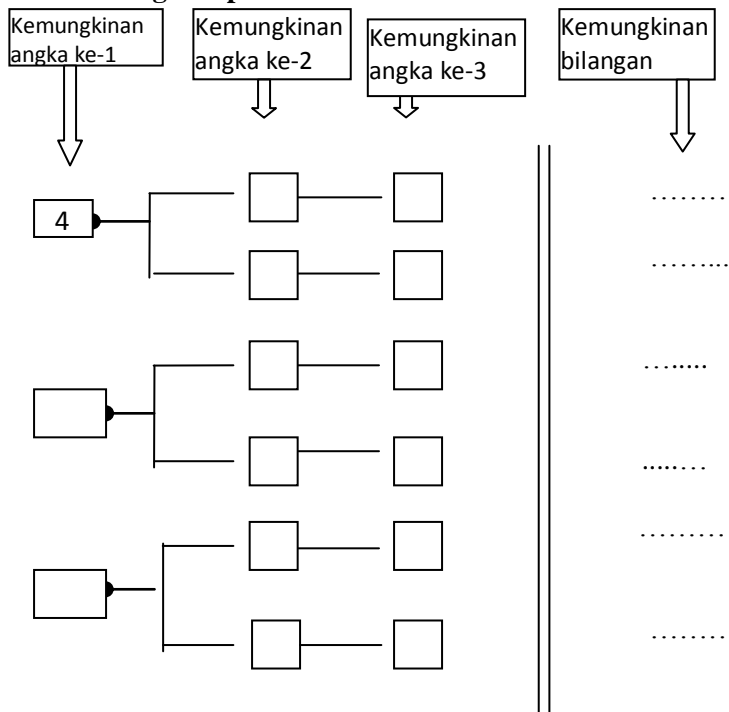 Kemungkinan
angka ke-1
Kemungkinan
angka ke-2
Kemungkinan
angka ke-3
Kemungkinan
bilangan
4
........
.........
........
........
.........
........